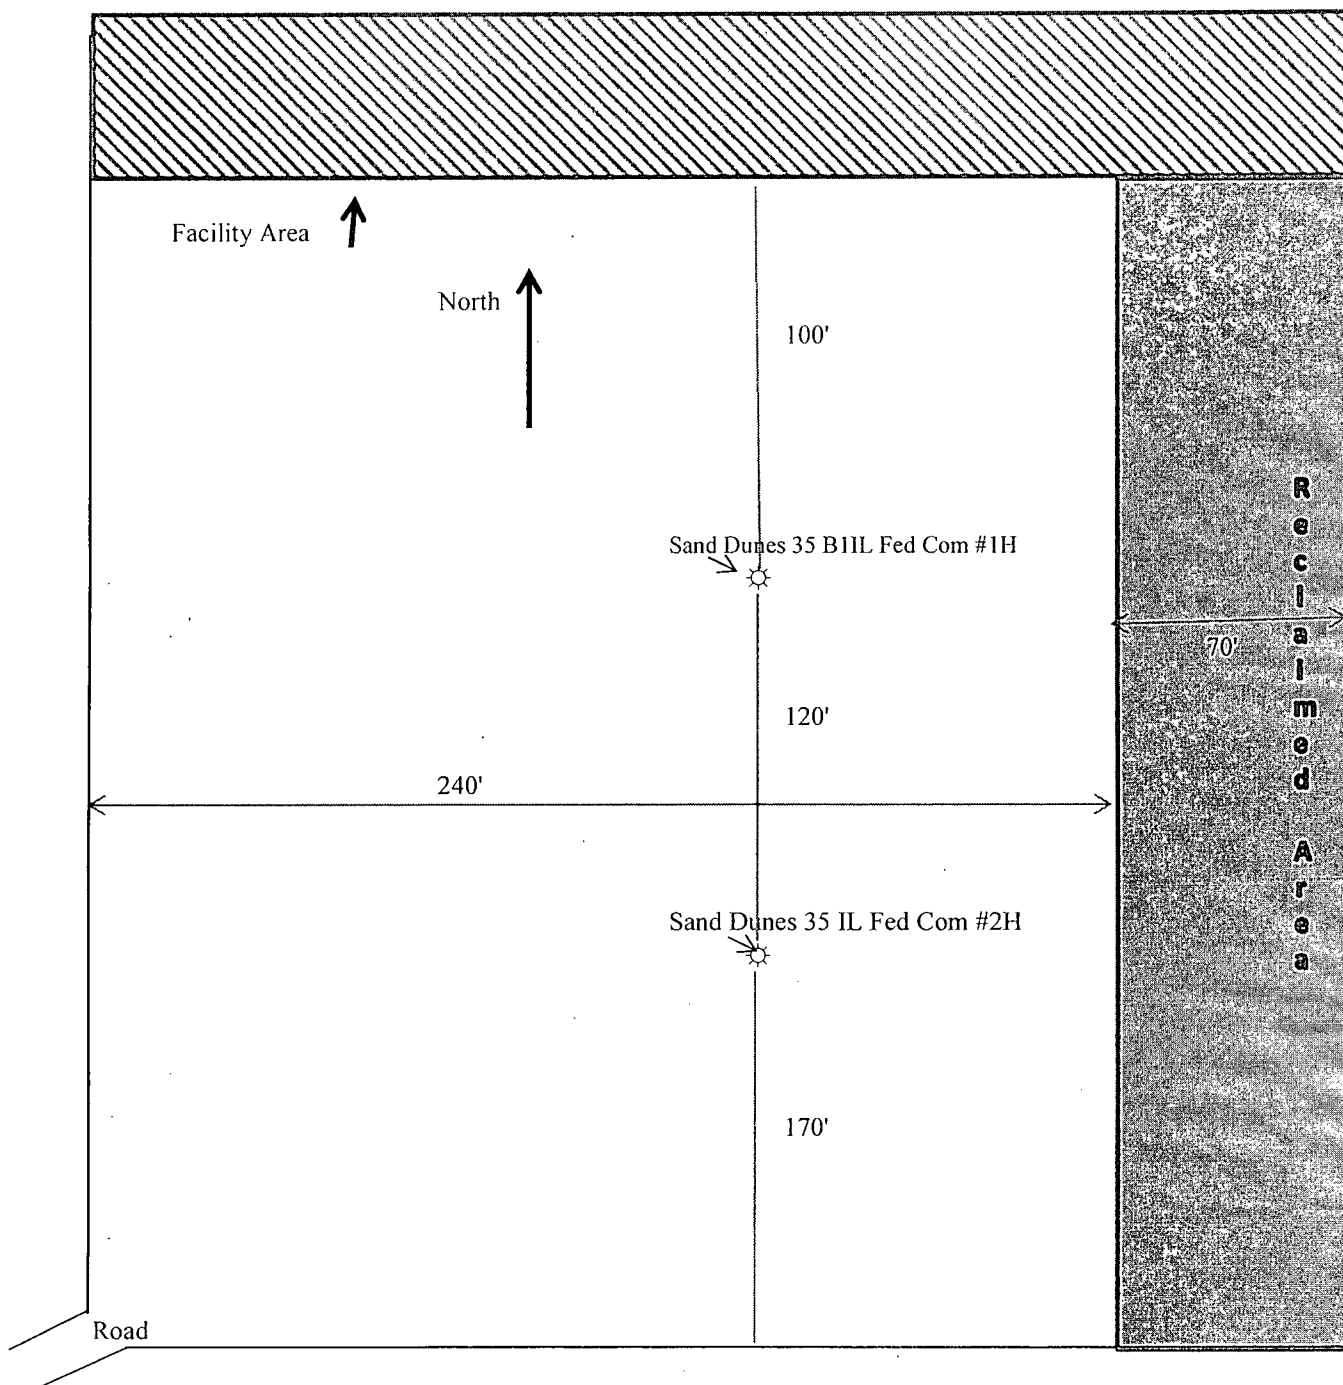 Facility Area
North
100'
Sand Dunes 35 B1IL Fed Com #1H
70'
120'
240'
Sand Dunes 35 IL Fed Com #2H
170'
Road
Reclaimed Area